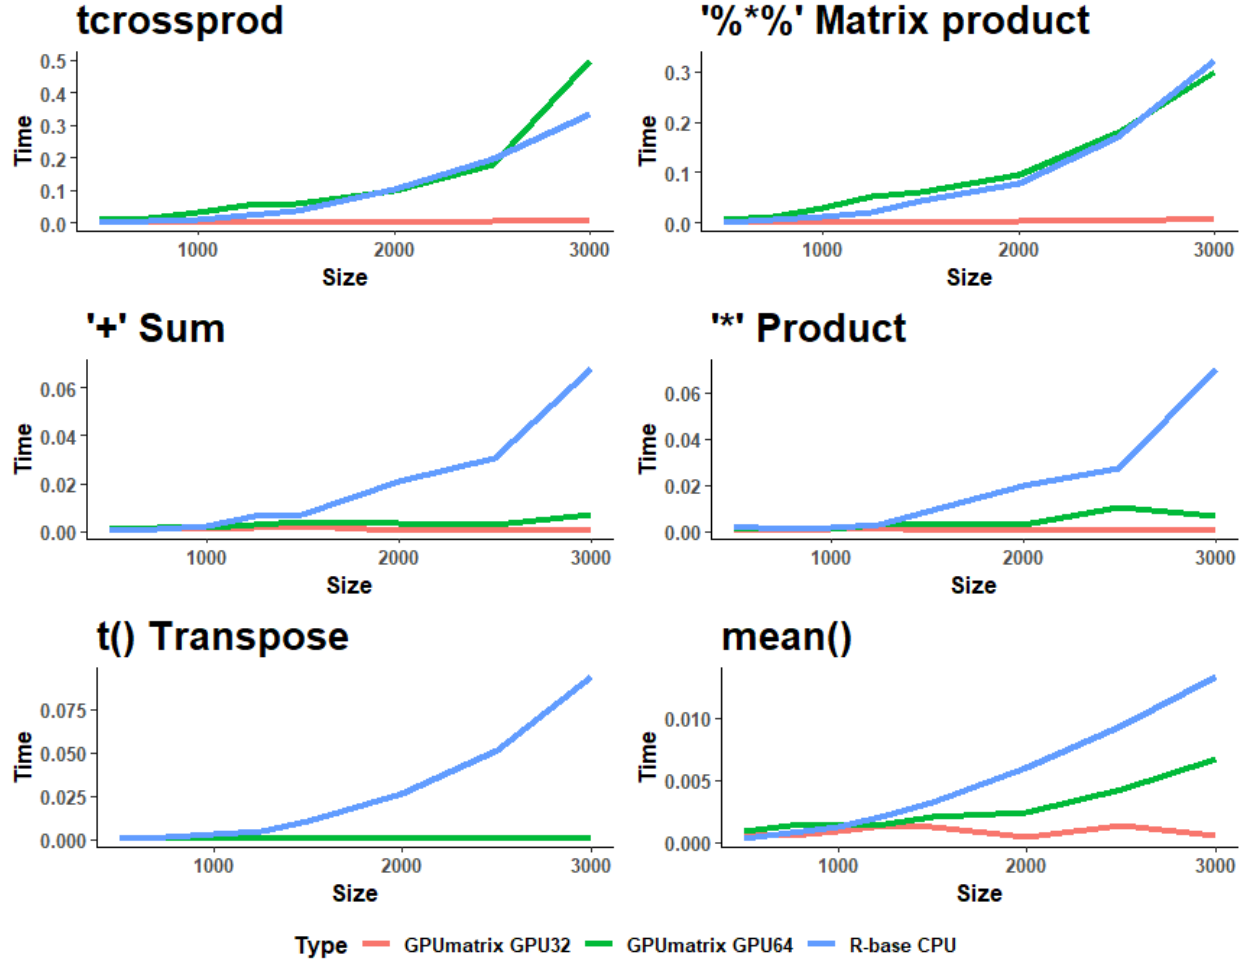 tcrossprod
0.5
0.4
0.3
0.2
0.1
0.0
Time
1000 2000 3000
Size
'%*%' Matrix product
0.3
0.2
0.1
0.0
Time
1000 2000 3000
Size
'+' Sum
0.06
0.04
0.02
0.00
Time
1000 2000 3000
Size
'*' Product
0.06
0.04
0.02
0.00
Time
1000 2000 3000
Size
t() Transpose
0.075
0.050
0.025
0.000
Time
1000 2000 3000
Size
mean()
0.010
0.005
0.000
Time
1000 2000 3000
Size
Type GPUmatrix GPU32 GPUmatrix GPU64 R-base CPU